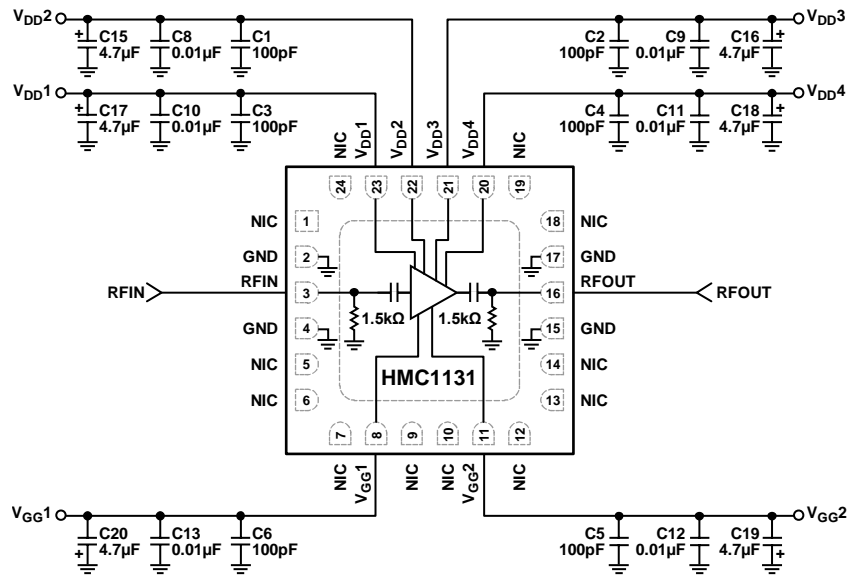 VDD2
+ C15
4.7µF
C8
0.01µF
C1
100pF
C2
100pF
C9
0.01µF
C16 +
4.7µF
VDD3
VDD1
+ C17
4.7µF
C10
0.01µF
C3
100pF
C4
100pF
C11
0.01µF
C18 +
4.7µF
VDD4
NIC
VDD1
VDD2
VDD3
VDD4
NIC
24
23
22
21
20
19
NIC 1
18 NIC
GND 2
17 GND
RFIN
RFIN 3
16 RFOUT
RFOUT
1.5kΩ
1.5kΩ
GND 4
15 GND
NIC 5
14 NIC
HMC1131
NIC 6
13 NIC
7
8
9
10
11
12
NIC
VGG1
NIC
NIC
VGG2
NIC
VGG1
C20
+ 4.7µF
C13
0.01µF
C6
100pF
C5
100pF
C12
0.01µF
C19
4.7µF +
VGG2